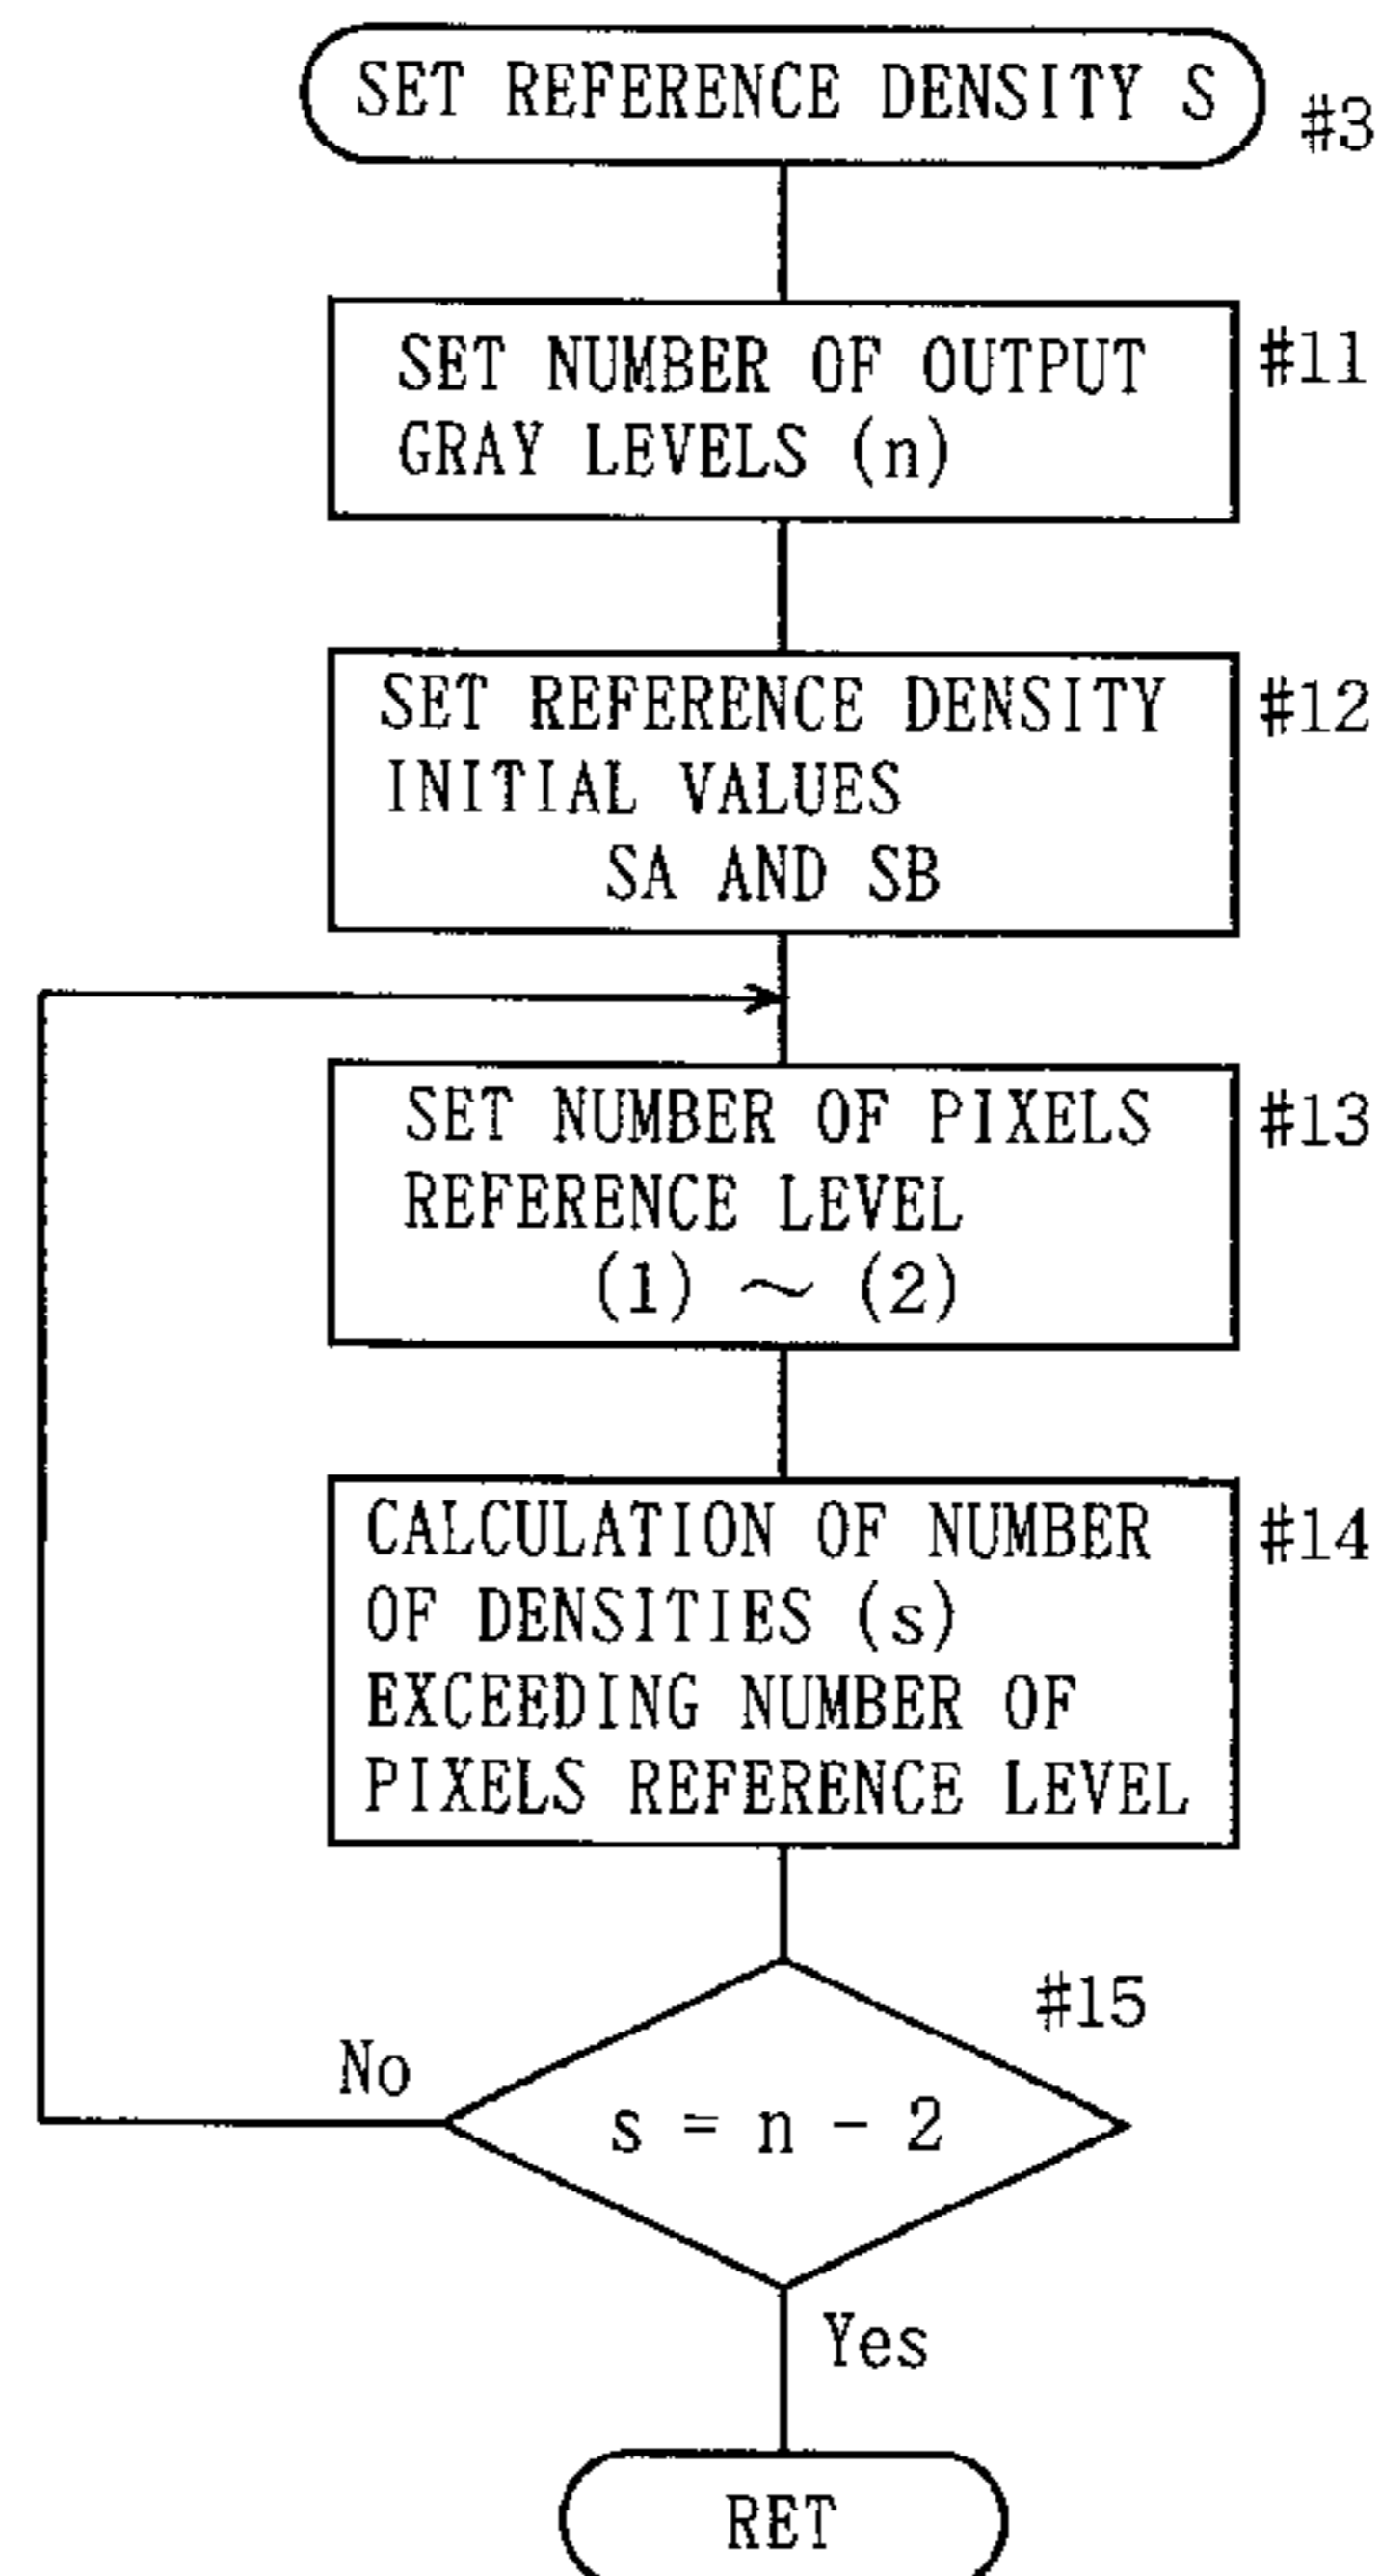 SET REFERENCE DENSITY S
#3
SET NUMBER OF OUTPUT
GRAY LEVELS (n)
#11
SET REFERENCE DENSITY
INITIAL VALUES
SA AND SB
#12
SET NUMBER OF PIXELS
REFERENCE LEVEL
(1) ~ (2)
#13
CALCULATION OF NUMBER
OF DENSITIES (s)
EXCEEDING NUMBER OF
PIXELS REFERENCE LEVEL
#14
#15
No
s = n - 2
Yes
RET